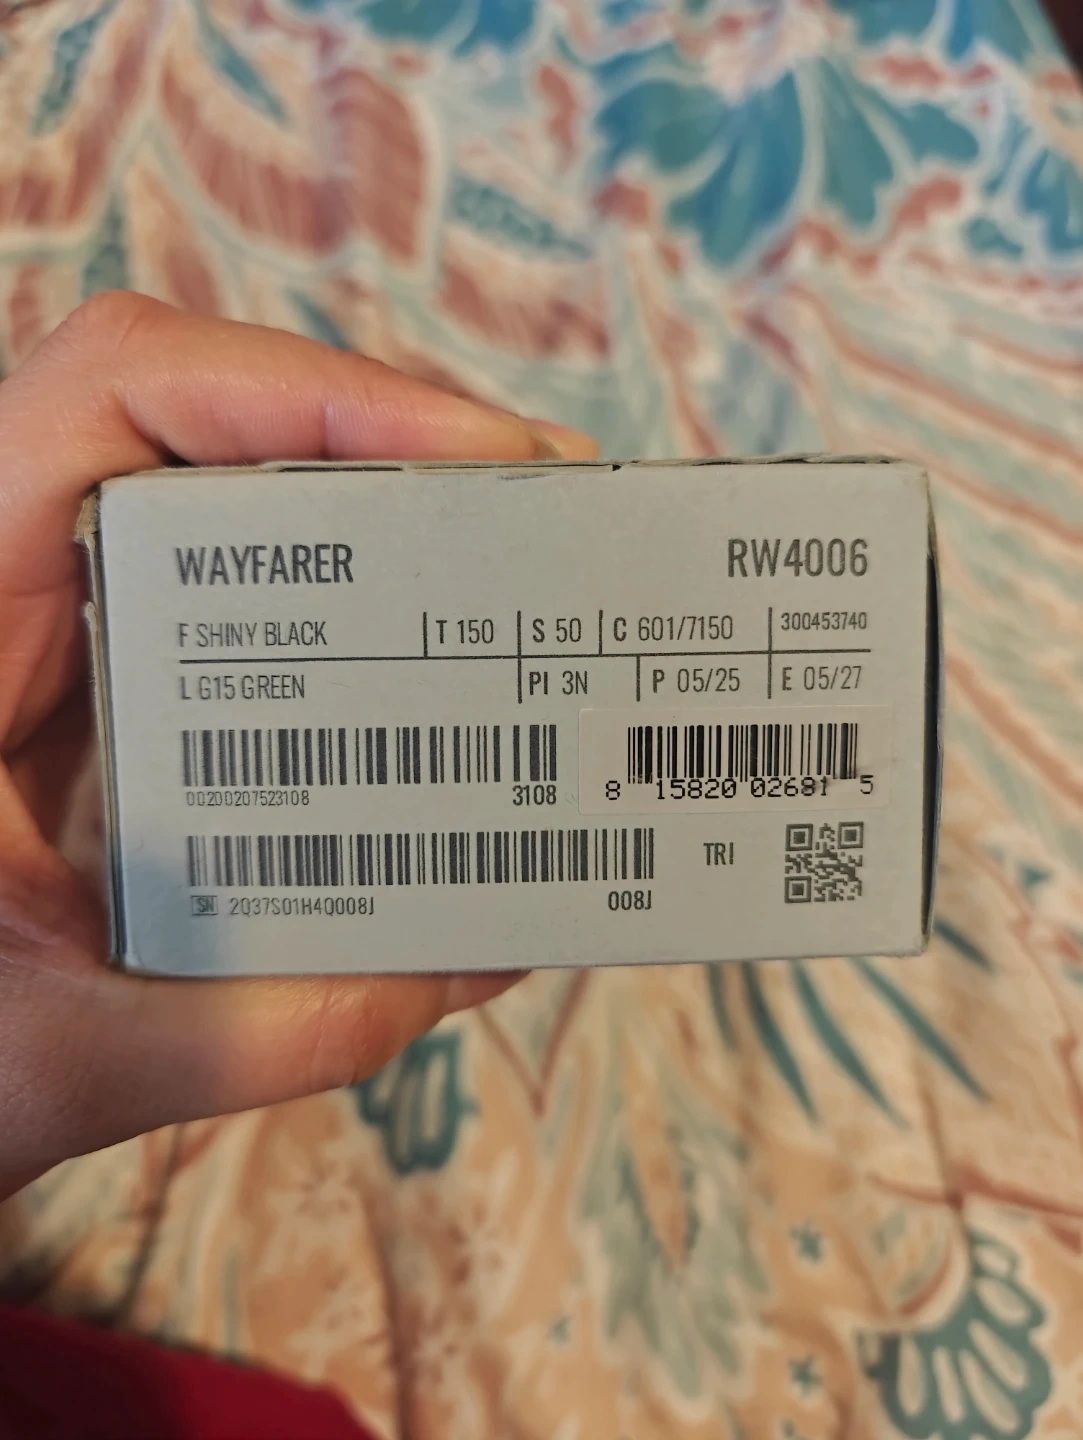 WAYFARER RW4006
F SHINY BLACK T 150 S 50 C 601/7150 300453740
L G15 GREEN PI 3N P 05/25 E 05/27
00200207523108 3108
8 15820 02681 5
TRI
SN 2Q37S01H4Q008J 008J